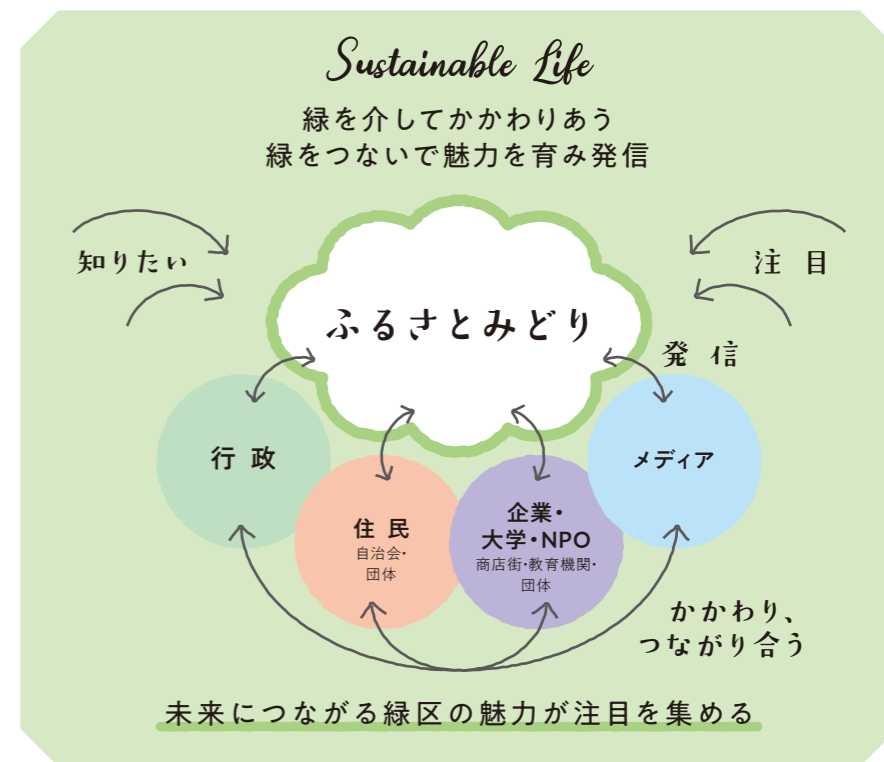 Sustainable Life
緑を介してかかわりあう
緑をつないで魅力を育み発信
知りたい
注 目
ふるさとみどり
発 信
行 政
メディア
住 民
自治会・
団体
企業・
大学・NPO
商店街・教育機関・
団体
かかわり、
つながり合う
未来につながる緑区の魅力が注目を集める